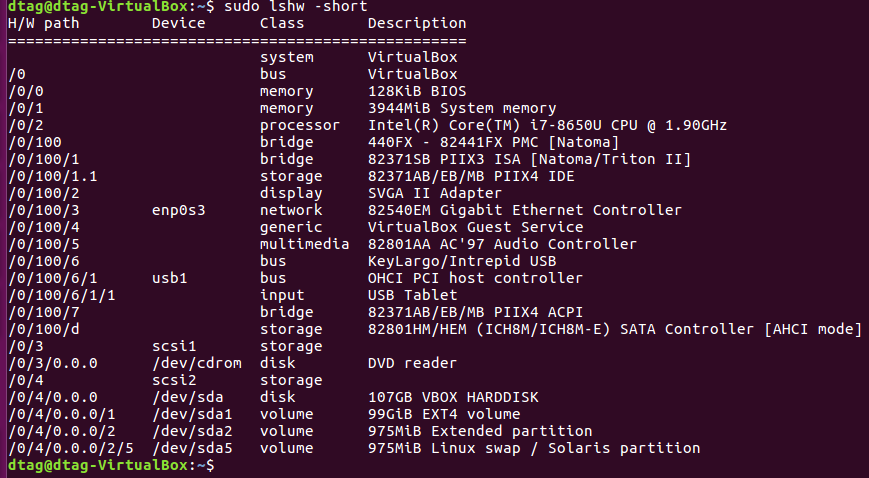 dtag@dtag-VirtualBox:~$ sudo lshw -short
H/W path        Device      Class       Description
===================================================
                            system      VirtualBox
/0                          bus         VirtualBox
/0/0                        memory      128KiB BIOS
/0/1                        memory      3944MiB System memory
/0/2                        processor   Intel(R) Core(TM) i7-8650U CPU @ 1.90GHz
/0/100                      bridge      440FX - 82441FX PMC [Natoma]
/0/100/1                    bridge      82371SB PIIX3 ISA [Natoma/Triton II]
/0/100/1.1                  storage     82371AB/EB/MB PIIX4 IDE
/0/100/2                    display     SVGA II Adapter
/0/100/3        enp0s3      network     82540EM Gigabit Ethernet Controller
/0/100/4                    generic     VirtualBox Guest Service
/0/100/5                    multimedia  82801AA AC'97 Audio Controller
/0/100/6                    bus         KeyLargo/Intrepid USB
/0/100/6/1      usb1        bus         OHCI PCI host controller
/0/100/6/1/1                input       USB Tablet
/0/100/7                    bridge      82371AB/EB/MB PIIX4 ACPI
/0/100/d                    storage     82801HM/HEM (ICH8M/ICH8M-E) SATA Controller [AHCI mode]
/0/3            scsi1       storage
/0/3/0.0.0      /dev/cdrom  disk        DVD reader
/0/4            scsi2       storage
/0/4/0.0.0      /dev/sda    disk        107GB VBOX HARDDISK
/0/4/0.0.0/1    /dev/sda1   volume      99GiB EXT4 volume
/0/4/0.0.0/2    /dev/sda2   volume      975MiB Extended partition
/0/4/0.0.0/2/5  /dev/sda5   volume      975MiB Linux swap / Solaris partition
dtag@dtag-VirtualBox:~$